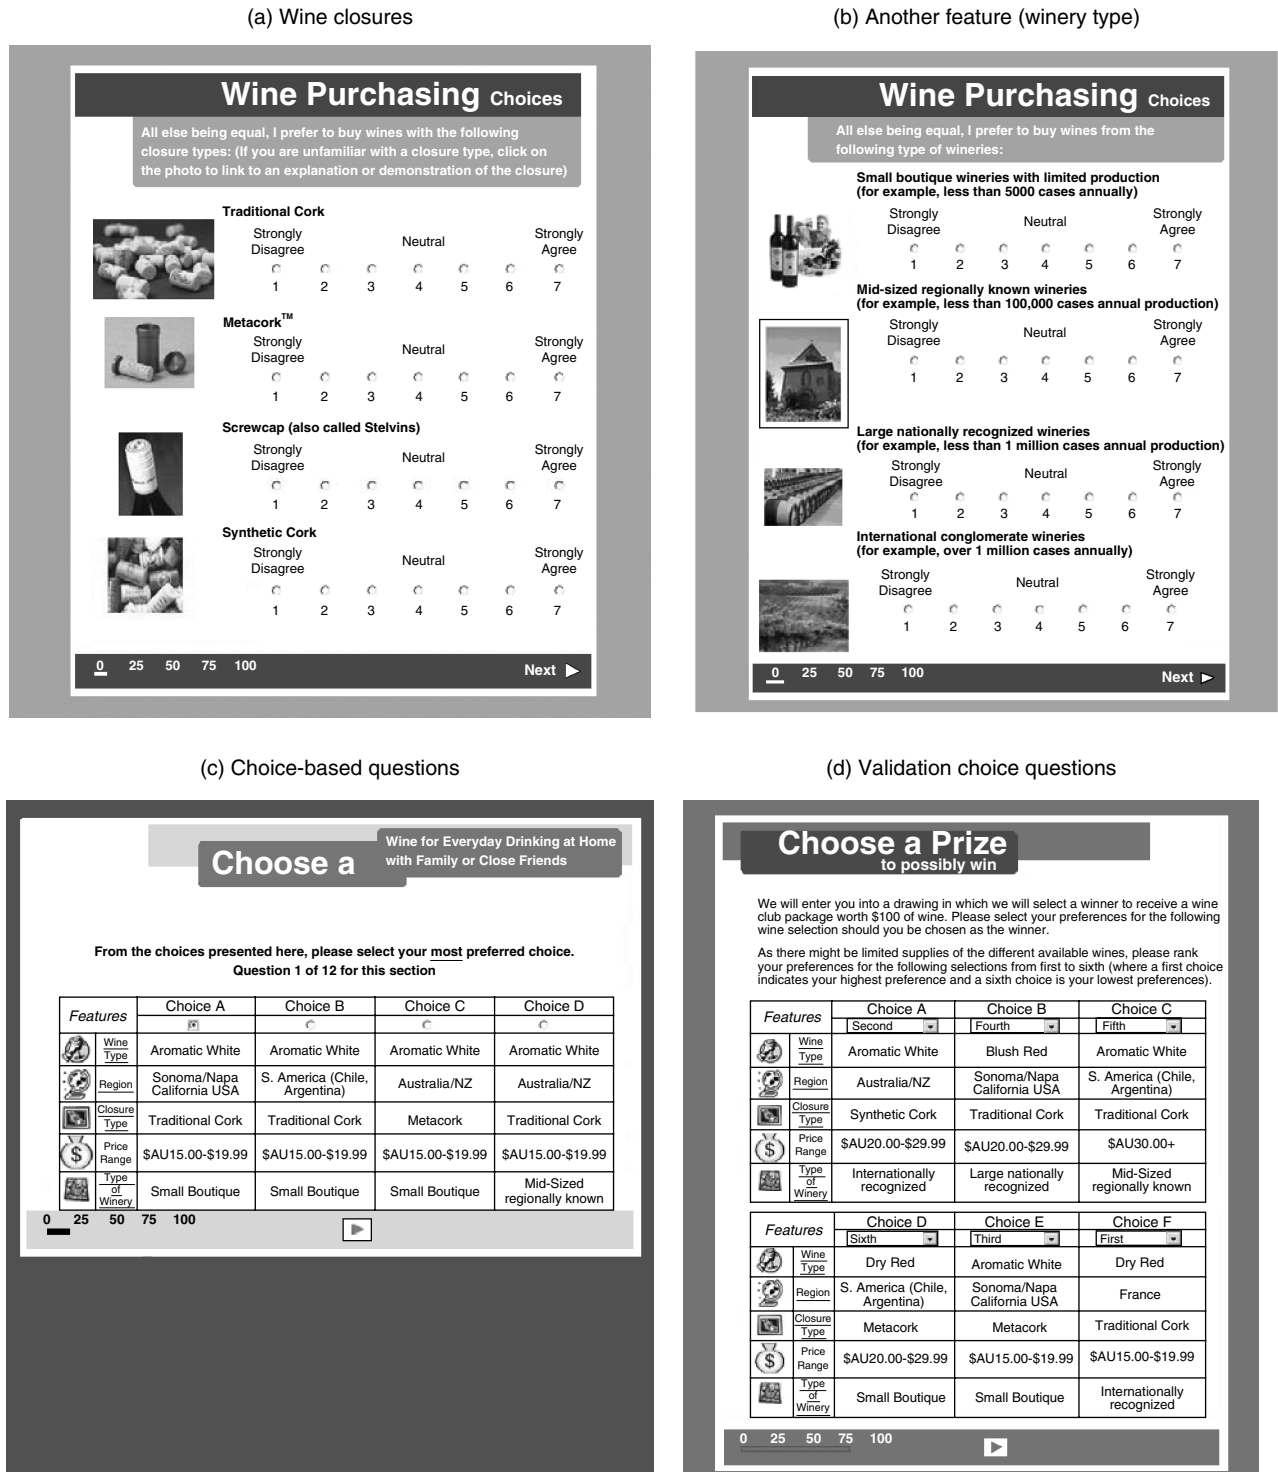 (a) Wine closures
Wine Purchasing Choices
All else being equal, I prefer to buy wines with the following
closure types: (If you are unfamiliar with a closure type, click on
the photo to link to an explanation or demonstration of the closure)
Traditional Cork
Strongly Disagree Neutral Strongly Agree
1 2 3 4 5 6 7
Metacork™
Strongly Disagree Neutral Strongly Agree
1 2 3 4 5 6 7
Screwcap (also called Stelvins)
Strongly Disagree Neutral Strongly Agree
1 2 3 4 5 6 7
Synthetic Cork
Strongly Disagree Neutral Strongly Agree
1 2 3 4 5 6 7
0 25 50 75 100 Next
(b) Another feature (winery type)
Wine Purchasing Choices
All else being equal, I prefer to buy wines from the
following type of wineries:
Small boutique wineries with limited production
(for example, less than 5000 cases annually)
Strongly Disagree Neutral Strongly Agree
1 2 3 4 5 6 7
Mid-sized regionally known wineries
(for example, less than 100,000 cases annual production)
Strongly Disagree Neutral Strongly Agree
1 2 3 4 5 6 7
Large nationally recognized wineries
(for example, less than 1 million cases annual production)
Strongly Disagree Neutral Strongly Agree
1 2 3 4 5 6 7
International conglomerate wineries
(for example, over 1 million cases annually)
Strongly Disagree Neutral Strongly Agree
1 2 3 4 5 6 7
0 25 50 75 100 Next
(c) Choice-based questions
Choose a
Wine for Everyday Drinking at Home
with Family or Close Friends
From the choices presented here, please select your most preferred choice.
Question 1 of 12 for this section
Features Choice A Choice B Choice C Choice D
Wine Type Aromatic White Aromatic White Aromatic White Aromatic White
Region Sonoma/Napa California USA S. America (Chile, Argentina) Australia/NZ Australia/NZ
Closure Type Traditional Cork Traditional Cork Metacork Traditional Cork
Price Range $AU15.00-$19.99 $AU15.00-$19.99 $AU15.00-$19.99 $AU15.00-$19.99
Type of Winery Small Boutique Small Boutique Small Boutique Mid-Sized regionally known
0 25 50 75 100
(d) Validation choice questions
Choose a Prize
to possibly win
We will enter you into a drawing in which we will select a winner to receive a wine
club package worth $100 of wine. Please select your preferences for the following
wine selection should you be chosen as the winner.
As there might be limited supplies of the different available wines, please rank
your preferences for the following selections from first to sixth (where a first choice
indicates your highest preference and a sixth choice is your lowest preferences).
Features Choice A Choice B Choice C
Second Fourth Fifth
Wine Type Aromatic White Blush Red Aromatic White
Region Australia/NZ Sonoma/Napa California USA S. America (Chile, Argentina)
Closure Type Synthetic Cork Traditional Cork Traditional Cork
Price Range $AU20.00-$29.99 $AU20.00-$29.99 $AU30.00+
Type of Winery Internationally recognized Large nationally recognized Mid-Sized regionally known
Features Choice D Choice E Choice F
Sixth Third First
Wine Type Dry Red Aromatic White Dry Red
Region S. America (Chile, Argentina) Sonoma/Napa California USA France
Closure Type Metacork Metacork Traditional Cork
Price Range $AU20.00-$29.99 $AU15.00-$19.99 $AU15.00-$19.99
Type of Winery Small Boutique Small Boutique Internationally recognized
0 25 50 75 100